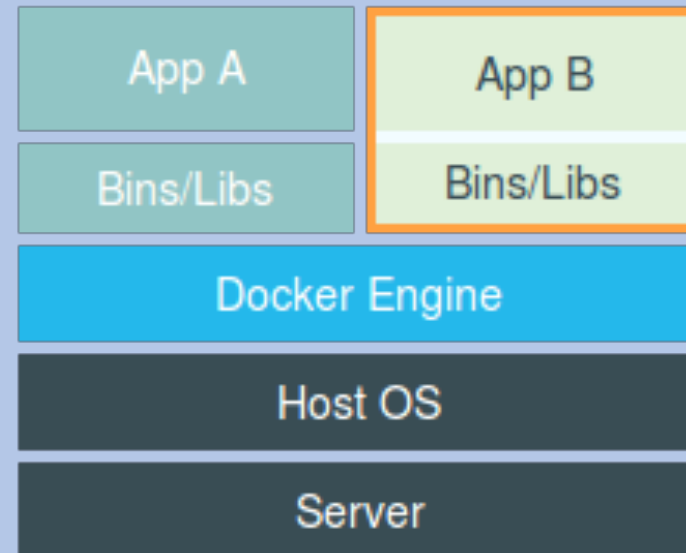 App A
App B
Bins/Libs
Bins/Libs
Docker Engine
Host OS
Server